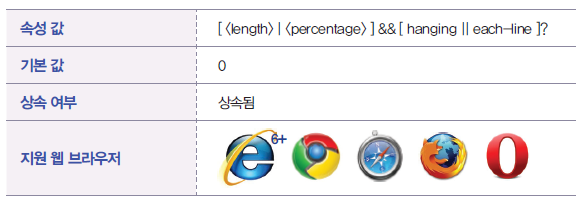 속성 값 [ 〈length〉 | 〈percentage〉 ] && [ hanging || each-line ]?
기본 값 0
상속 여부 상속됨
지원 웹 브라우저 6+